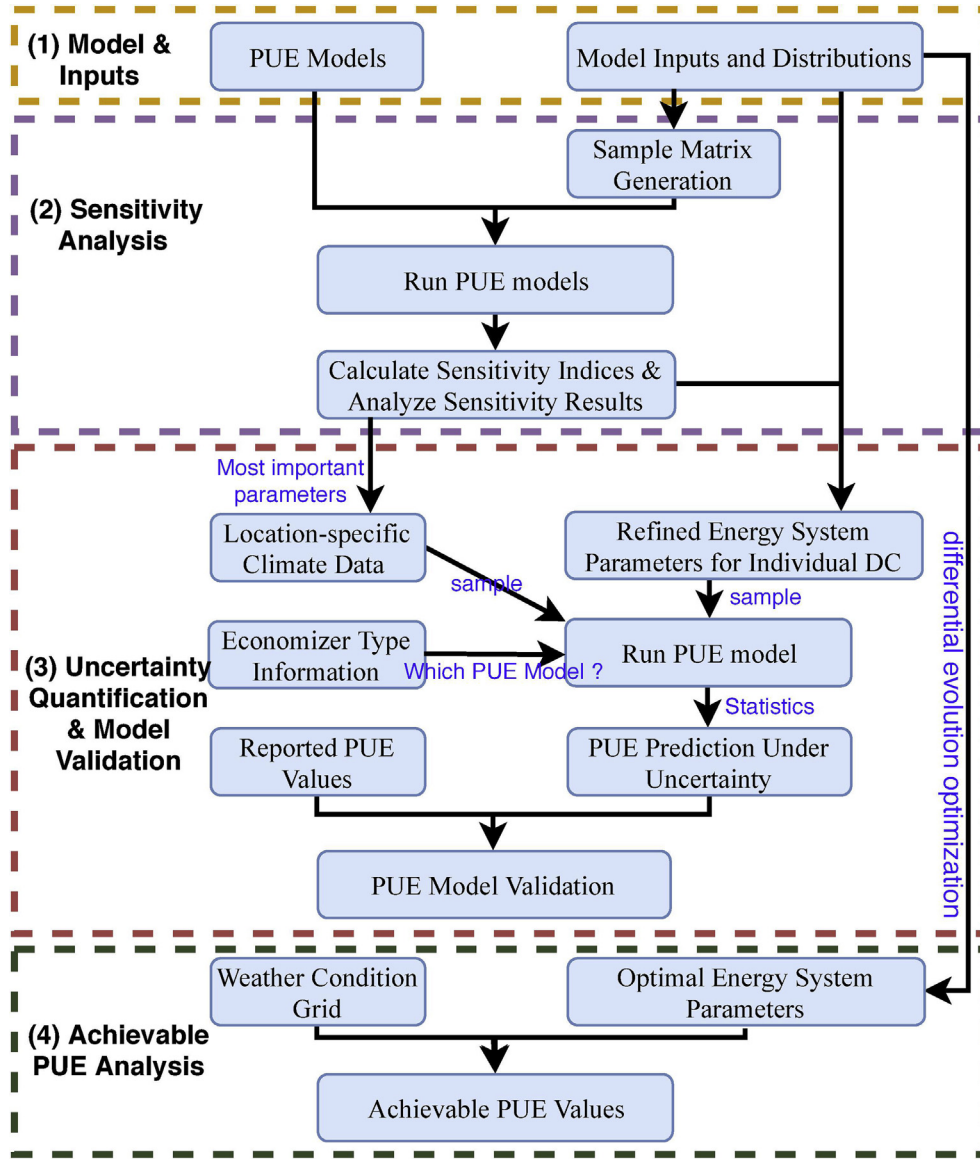 (1) Model &
Inputs
PUE Models
Model Inputs and Distributions
Sample Matrix
Generation
(2) Sensitivity
Analysis
Run PUE models
Calculate Sensitivity Indices &
Analyze Sensitivity Results
Most important
parameters
Location-specific
Climate Data
Refined Energy System
Parameters for Individual DC
sample
sample
(3) Uncertainty
Quantification
& Model
Validation
Economizer Type
Information
Which PUE Model ?
Run PUE model
Statistics
Reported PUE
Values
PUE Prediction Under
Uncertainty
PUE Model Validation
differential evolution optimization
(4) Achievable
PUE Analysis
Weather Condition
Grid
Optimal Energy System
Parameters
Achievable PUE Values